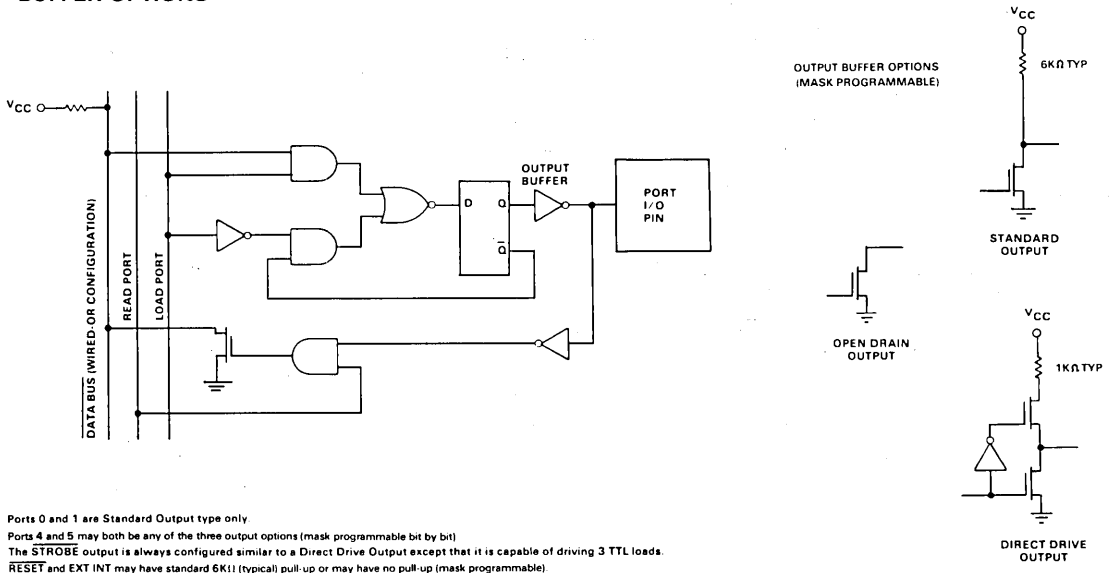 VCC
DATA BUS (WIRED-OR CONFIGURATION)
READ PORT
LOAD PORT
D
Q
Q̅
OUTPUT
BUFFER
PORT
I/O
PIN
OUTPUT BUFFER OPTIONS
(MASK PROGRAMMABLE)
VCC
6KΩ TYP
STANDARD
OUTPUT
OPEN DRAIN
OUTPUT
VCC
1KΩ TYP
DIRECT DRIVE
OUTPUT
Ports 0 and 1 are Standard Output type only.
Ports 4 and 5 may both be any of the three output options (mask programmable bit by bit)
The STROBE output is always configured similar to a Direct Drive Output except that it is capable of driving 3 TTL loads.
RESET and EXT INT may have standard 6KΩ (typical) pull-up or may have no pull-up (mask programmable).